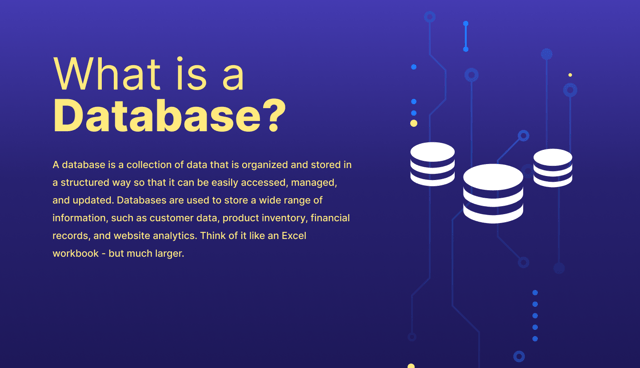 What is a
Database?
A database is a collection of data that is organized and stored in
a structured way so that it can be easily accessed, managed,
and updated. Databases are used to store a wide range of
information, such as customer data, product inventory, financial
records, and website analytics. Think of it like an Excel
workbook - but much larger.